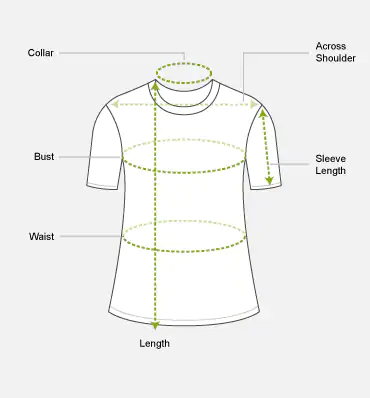 Collar
Across
Shoulder
Bust
Sleeve
Length
Waist
Length